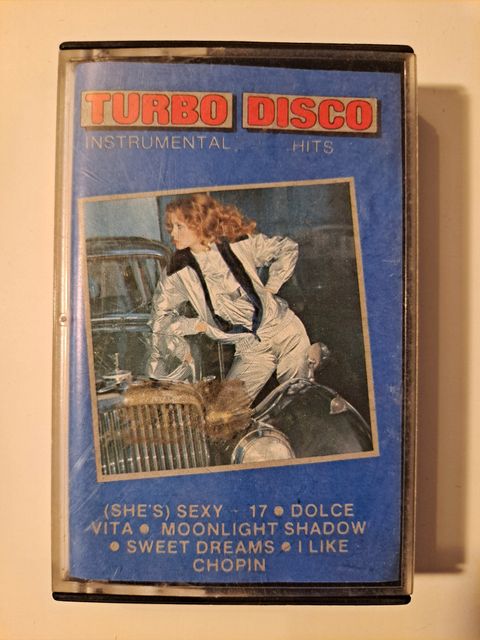 TURBO DISCO
INSTRUMENTAL HITS
(SHE'S) SEXY - 17 • DOLCE
VITA • MOONLIGHT SHADOW
• SWEET DREAMS • I LIKE
CHOPIN